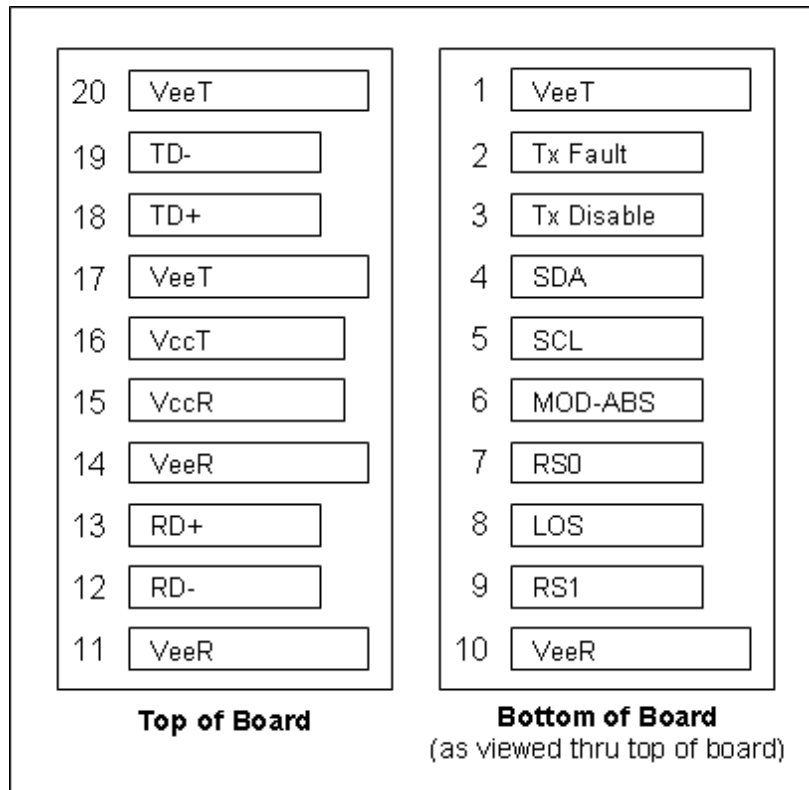 20 VeeT
19 TD-
18 TD+
17 VeeT
16 VccT
15 VccR
14 VeeR
13 RD+
12 RD-
11 VeeR
Top of Board
1 VeeT
2 Tx Fault
3 Tx Disable
4 SDA
5 SCL
6 MOD-ABS
7 RS0
8 LOS
9 RS1
10 VeeR
Bottom of Board
(as viewed thru top of board)